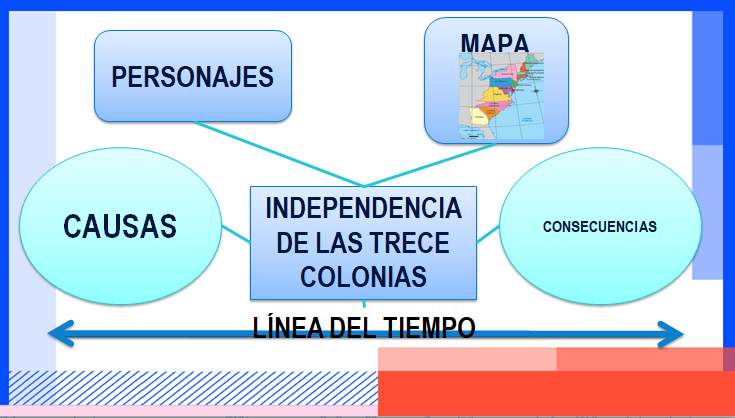 PERSONAJES
MAPA
CAUSAS
INDEPENDENCIA
DE LAS TRECE
COLONIAS
CONSECUENCIAS
LÍNEA DEL TIEMPO